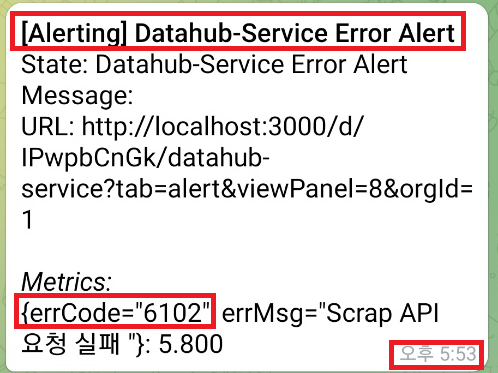 [Alerting] Datahub-Service Error Alert
State: Datahub-Service Error Alert
Message:
URL: http://localhost:3000/d/
IPwpbCnGk/datahub-
service?tab=alert&viewPanel=8&orgId=
1
Metrics:
{errCode="6102" errMsg="Scrap API
요청 실패 "}: 5.800
오후 5:53